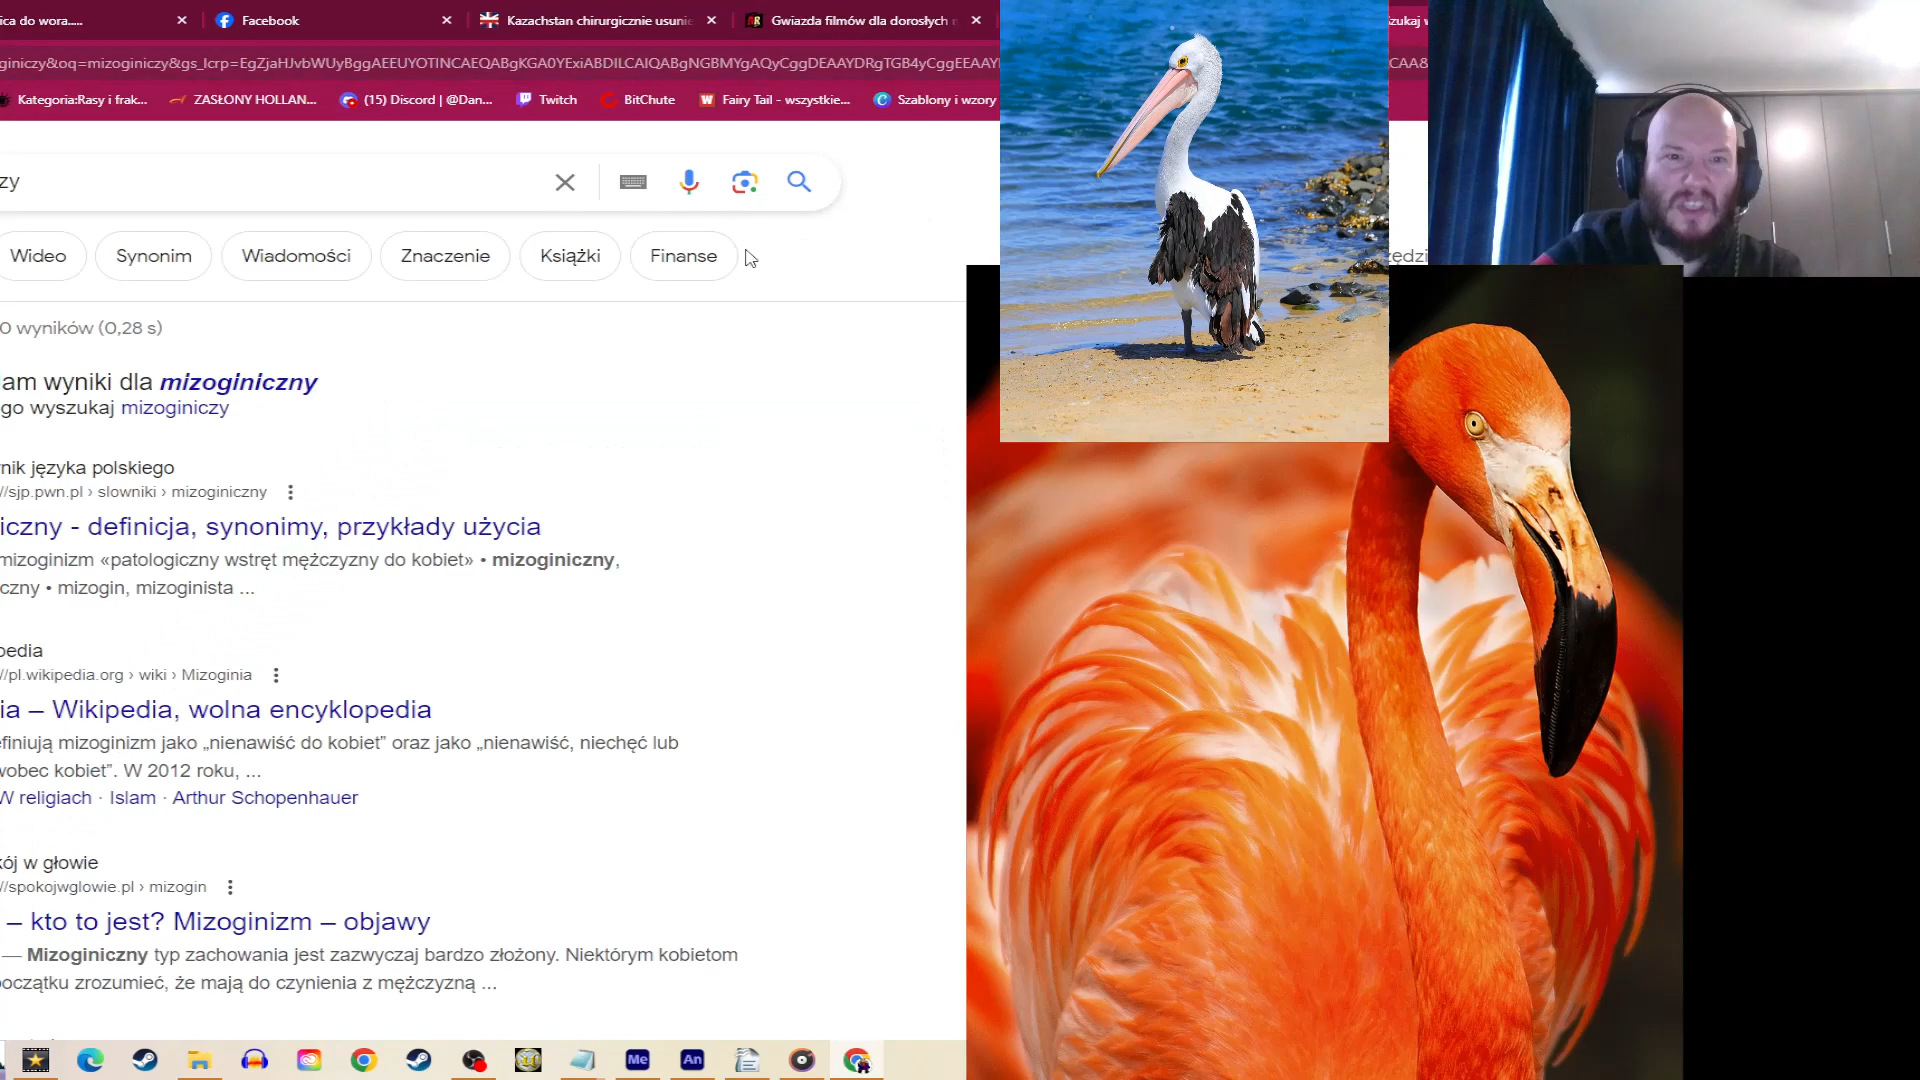 ica do wora.....
Facebook
Kazachstan chirurgicznie usunie
Gwiazda filmów dla dorosłych
giniczy&oq=mizoginiczy&gs_lcrp=EgZjaHJvbWUyBggAEEUYOTINCAEQABgKGA0YExiABDILCAIQABgNGBMYgAQyCggDEAAYDRgTGB4yCggEEAAY
CAA&
Kategoria:Rasy i frak...
ZASŁONY HOLLAN...
(15) Discord | @Dan...
Twitch
BitChute
Fairy Tail - wszystkie...
Szablony i wzory
zy
Wideo
Synonim
Wiadomości
Znaczenie
Książki
Finanse
0 wyników (0,28 s)
am wyniki dla mizoginiczny
go wyszukaj mizoginiczy
nik języka polskiego
//sjp.pwn.pl › slowniki › mizoginiczny
iczny - definicja, synonimy, przykłady użycia
mizoginizm «patologiczny wstręt mężczyzny do kobiet» • mizoginiczny,
czny • mizogin, mizoginista ...
pedia
//pl.wikipedia.org › wiki › Mizoginia
ia – Wikipedia, wolna encyklopedia
efiniują mizoginizm jako „nienawiść do kobiet” oraz jako „nienawiść, niechęć lub
wobec kobiet”. W 2012 roku, ...
W religiach · Islam · Arthur Schopenhauer
kój w głowie
//spokojwglowie.pl › mizogin
– kto to jest? Mizoginizm – objawy
— Mizoginiczny typ zachowania jest zazwyczaj bardzo złożony. Niektórym kobietom
początku zrozumieć, że mają do czynienia z mężczyzną ...
Me
An